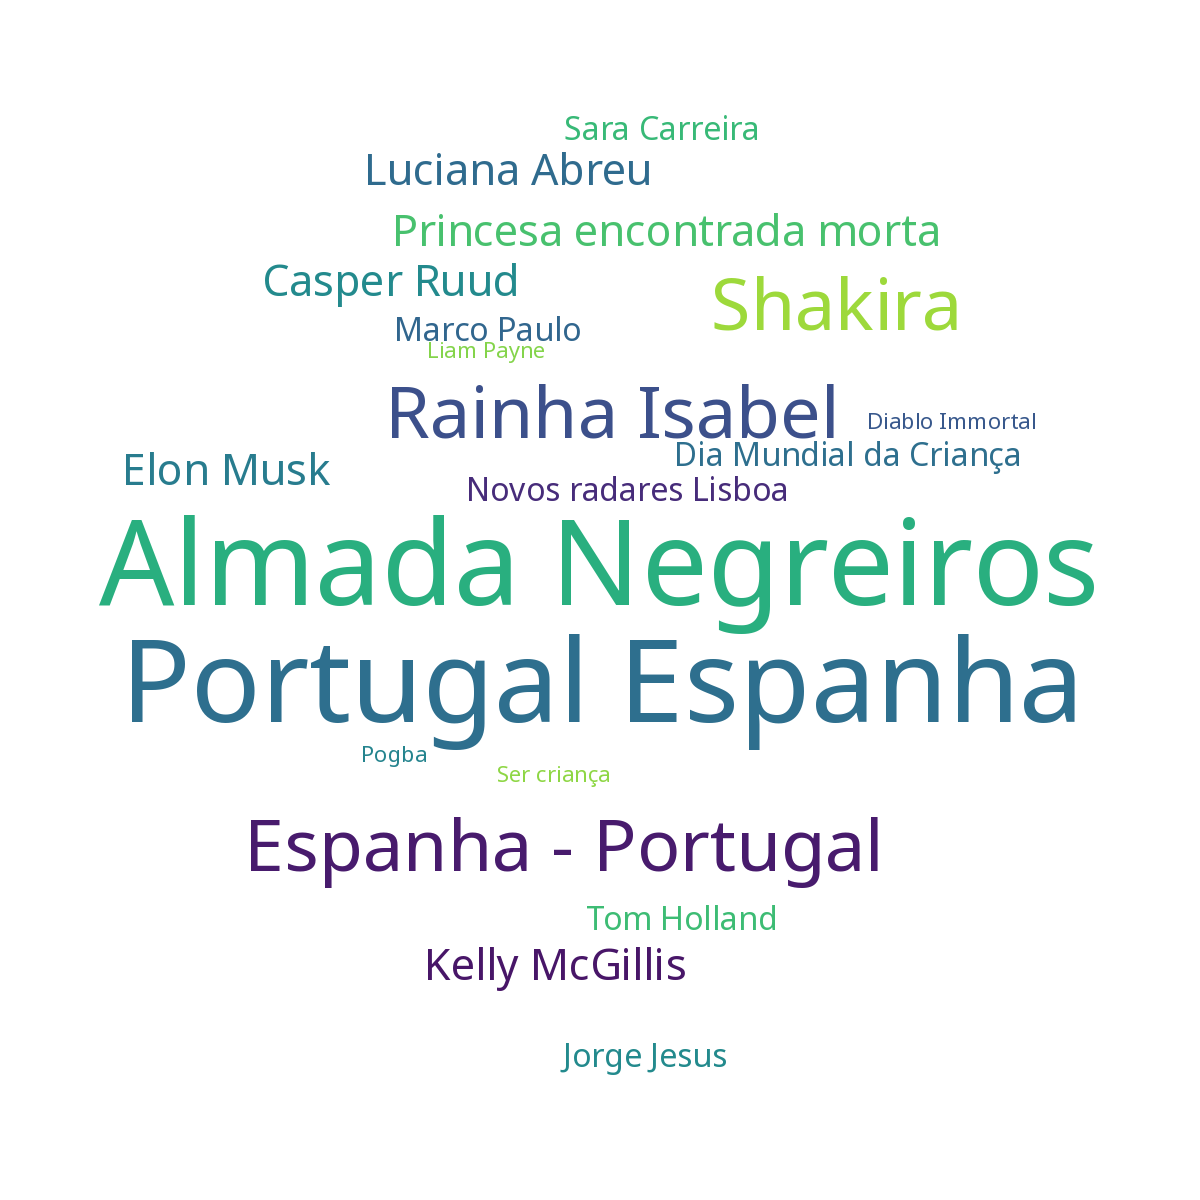 Sara Carreira
Luciana Abreu
Princesa encontrada morta
Casper Ruud
Shakira
Marco Paulo
Liam Payne
Rainha Isabel
Diablo Immortal
Dia Mundial da Criança
Elon Musk
Novos radares Lisboa
Almada Negreiros
Portugal Espanha
Pogba
Ser criança
Espanha - Portugal
Tom Holland
Kelly McGillis
Jorge Jesus